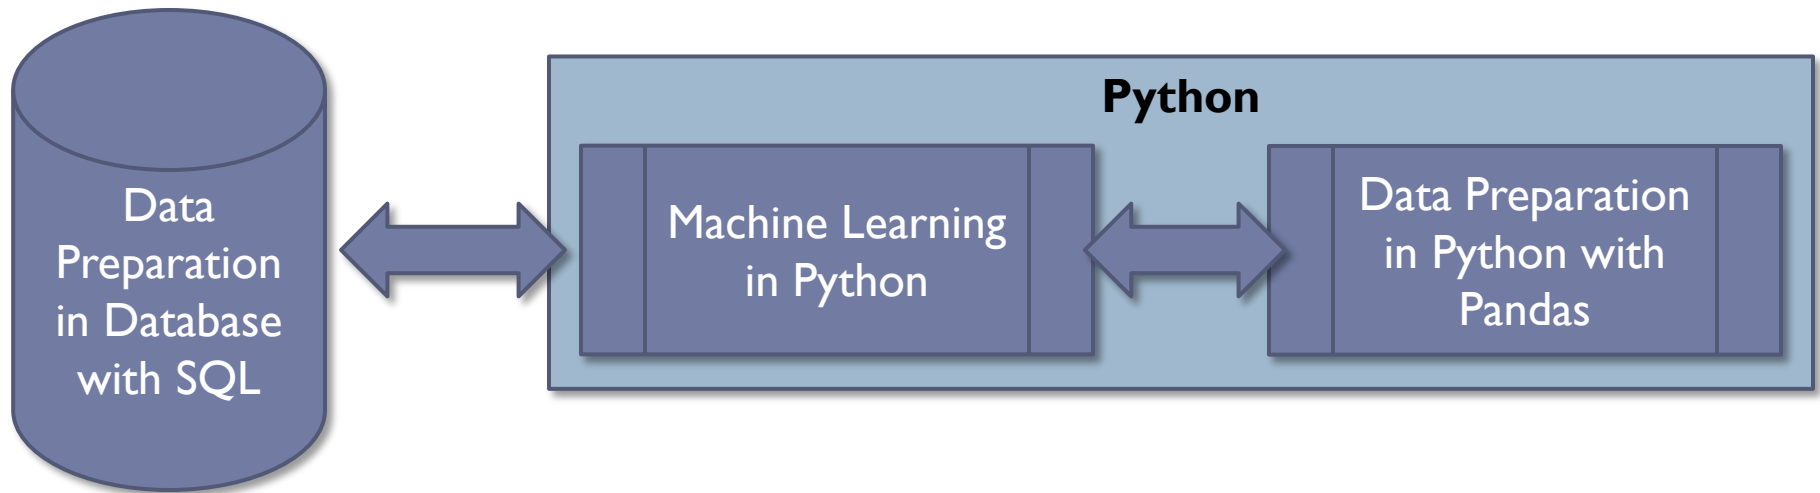 Data
Preparation
in Database
with SQL
Python
Machine Learning
in Python
Data Preparation
in Python with
Pandas